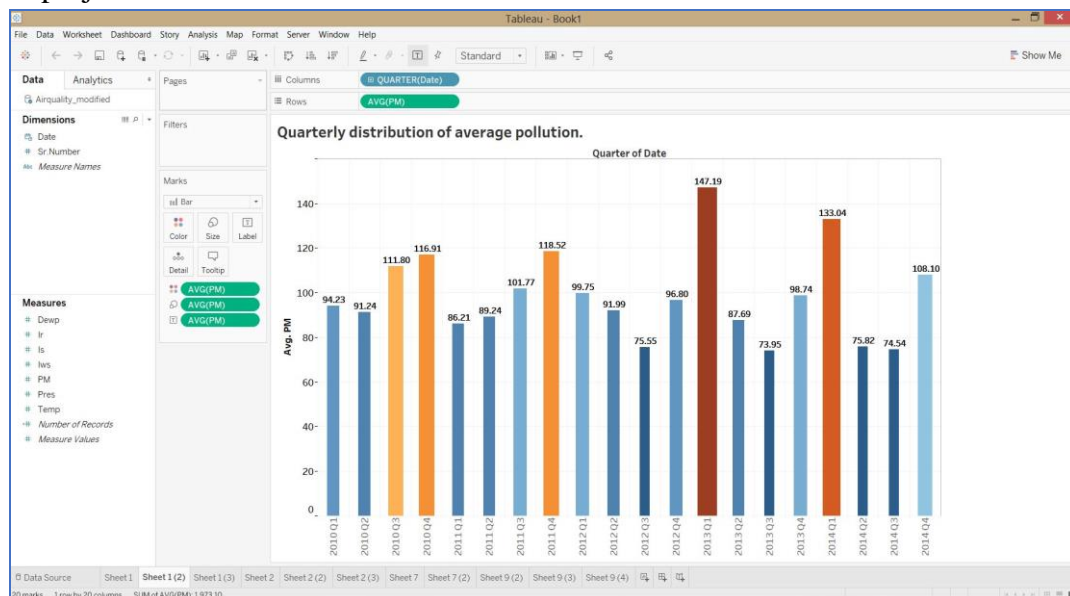 Tableau - Book1
File Data Worksheet Dashboard Story Analysis Map Format Server Window Help
Standard
Show Me
Data Analytics
Airquality_modified
Dimensions
Date
# Sr.Number
Abc Measure Names
Measures
# Dewp
# Ir
# Is
# Iws
# PM
# Pres
# Temp
# Number of Records
# Measure Values
Pages
Filters
Marks
Bar
Color Size Label
Detail Tooltip
AVG(PM)
AVG(PM)
AVG(PM)
Columns QUARTER(Date)
Rows AVG(PM)
Quarterly distribution of average pollution.
Quarter of Date
Avg. PM
140
120
100
80
60
40
20
0
94.23
91.24
111.80
116.91
86.21
89.24
101.77
118.52
99.75
91.99
75.55
96.80
147.19
87.69
73.95
98.74
133.04
75.82
74.54
108.10
2010 Q1
2010 Q2
2010 Q3
2010 Q4
2011 Q1
2011 Q2
2011 Q3
2011 Q4
2012 Q1
2012 Q2
2012 Q3
2012 Q4
2013 Q1
2013 Q2
2013 Q3
2013 Q4
2014 Q1
2014 Q2
2014 Q3
2014 Q4
Data Source Sheet 1 Sheet 1 (2) Sheet 1 (3) Sheet 2 Sheet 2 (2) Sheet 2 (3) Sheet 7 Sheet 7 (2) Sheet 9 (2) Sheet 9 (3) Sheet 9 (4)
20 marks 1 row by 20 columns SUM of AVG(PM): 1,973.10